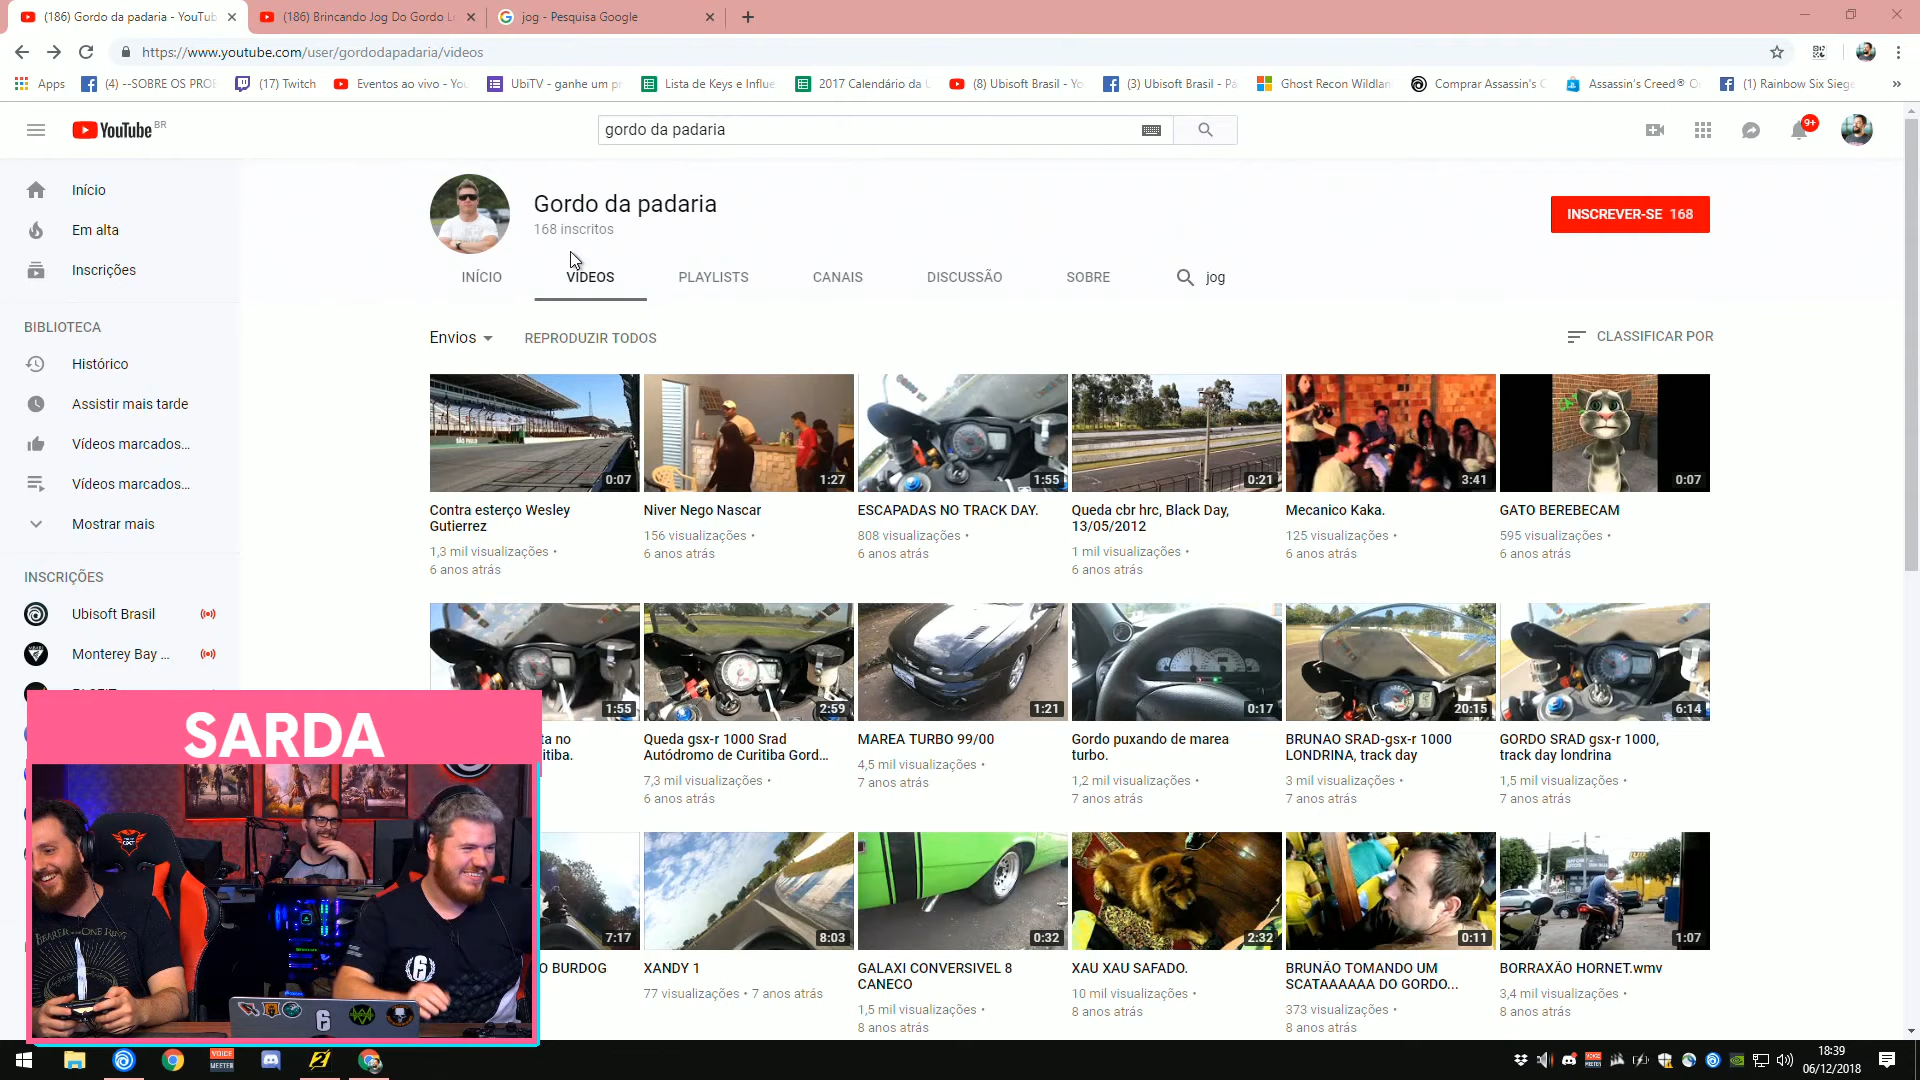 (186) Gordo da padaria - YouTub
(186) Brincando Jog Do Gordo L
jog - Pesquisa Google
https://www.youtube.com/user/gordodapadaria/videos
Apps
(4) --SOBRE OS PROB
(17) Twitch
Eventos ao vivo - You
UbiTV - ganhe um pr
Lista de Keys e Influe
2017 Calendário da U
(8) Ubisoft Brasil - Yo
(3) Ubisoft Brasil - Pá
Ghost Recon Wildlan
Comprar Assassin's C
Assassin's Creed® O
(1) Rainbow Six Siege
YouTube BR
gordo da padaria
9+
Início
Em alta
Inscrições
BIBLIOTECA
Histórico
Assistir mais tarde
Vídeos marcados...
Vídeos marcados...
Mostrar mais
INSCRIÇÕES
Ubisoft Brasil
Monterey Bay ...
Gordo da padaria
168 inscritos
INSCREVER-SE 168
INÍCIO
VÍDEOS
PLAYLISTS
CANAIS
DISCUSSÃO
SOBRE
jog
Envios
REPRODUZIR TODOS
CLASSIFICAR POR
0:07
1:27
1:55
0:21
3:41
0:07
Contra esterço Wesley
Gutierrez
1,3 mil visualizações •
6 anos atrás
Niver Nego Nascar
156 visualizações •
6 anos atrás
ESCAPADAS NO TRACK DAY.
808 visualizações •
6 anos atrás
Queda cbr hrc, Black Day,
13/05/2012
1 mil visualizações •
6 anos atrás
Mecanico Kaka.
125 visualizações •
6 anos atrás
GATO BEREBECAM
595 visualizações •
6 anos atrás
1:55
2:59
1:21
0:17
20:15
6:14
ta no
itiba.
Queda gsx-r 1000 Srad
Autódromo de Curitiba Gord...
7,3 mil visualizações •
6 anos atrás
MAREA TURBO 99/00
4,5 mil visualizações •
7 anos atrás
Gordo puxando de marea
turbo.
1,2 mil visualizações •
7 anos atrás
BRUNAO SRAD-gsx-r 1000
LONDRINA, track day
3 mil visualizações •
7 anos atrás
GORDO SRAD gsx-r 1000,
track day londrina
1,5 mil visualizações •
7 anos atrás
7:17
8:03
0:32
2:32
0:11
1:07
O BURDOG
XANDY 1
77 visualizações • 7 anos atrás
GALAXI CONVERSIVEL 8
CANECO
1,5 mil visualizações •
8 anos atrás
XAU XAU SAFADO.
10 mil visualizações •
8 anos atrás
BRUNÃO TOMANDO UM
SCATAAAAAA DO GORDO...
373 visualizações •
8 anos atrás
BORRAXÃO HORNET.wmv
3,4 mil visualizações •
8 anos atrás
SARDA
BEARER OF THE ONE RING
6
6
VOICE
MEETER
18:39
06/12/2018